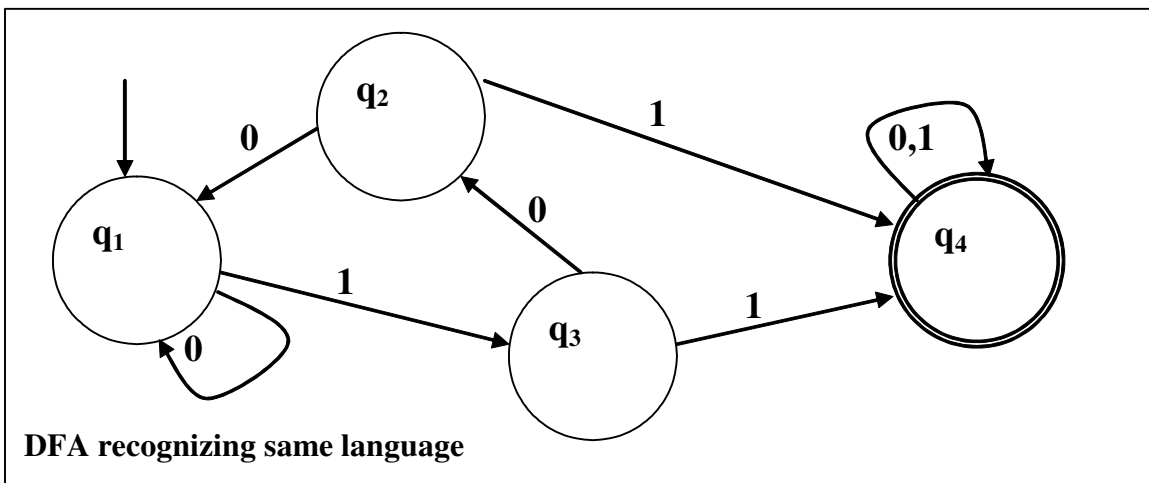 q₂
1
0
0,1
0
q₁
q₄
1
1
q₃
0
DFA recognizing same language